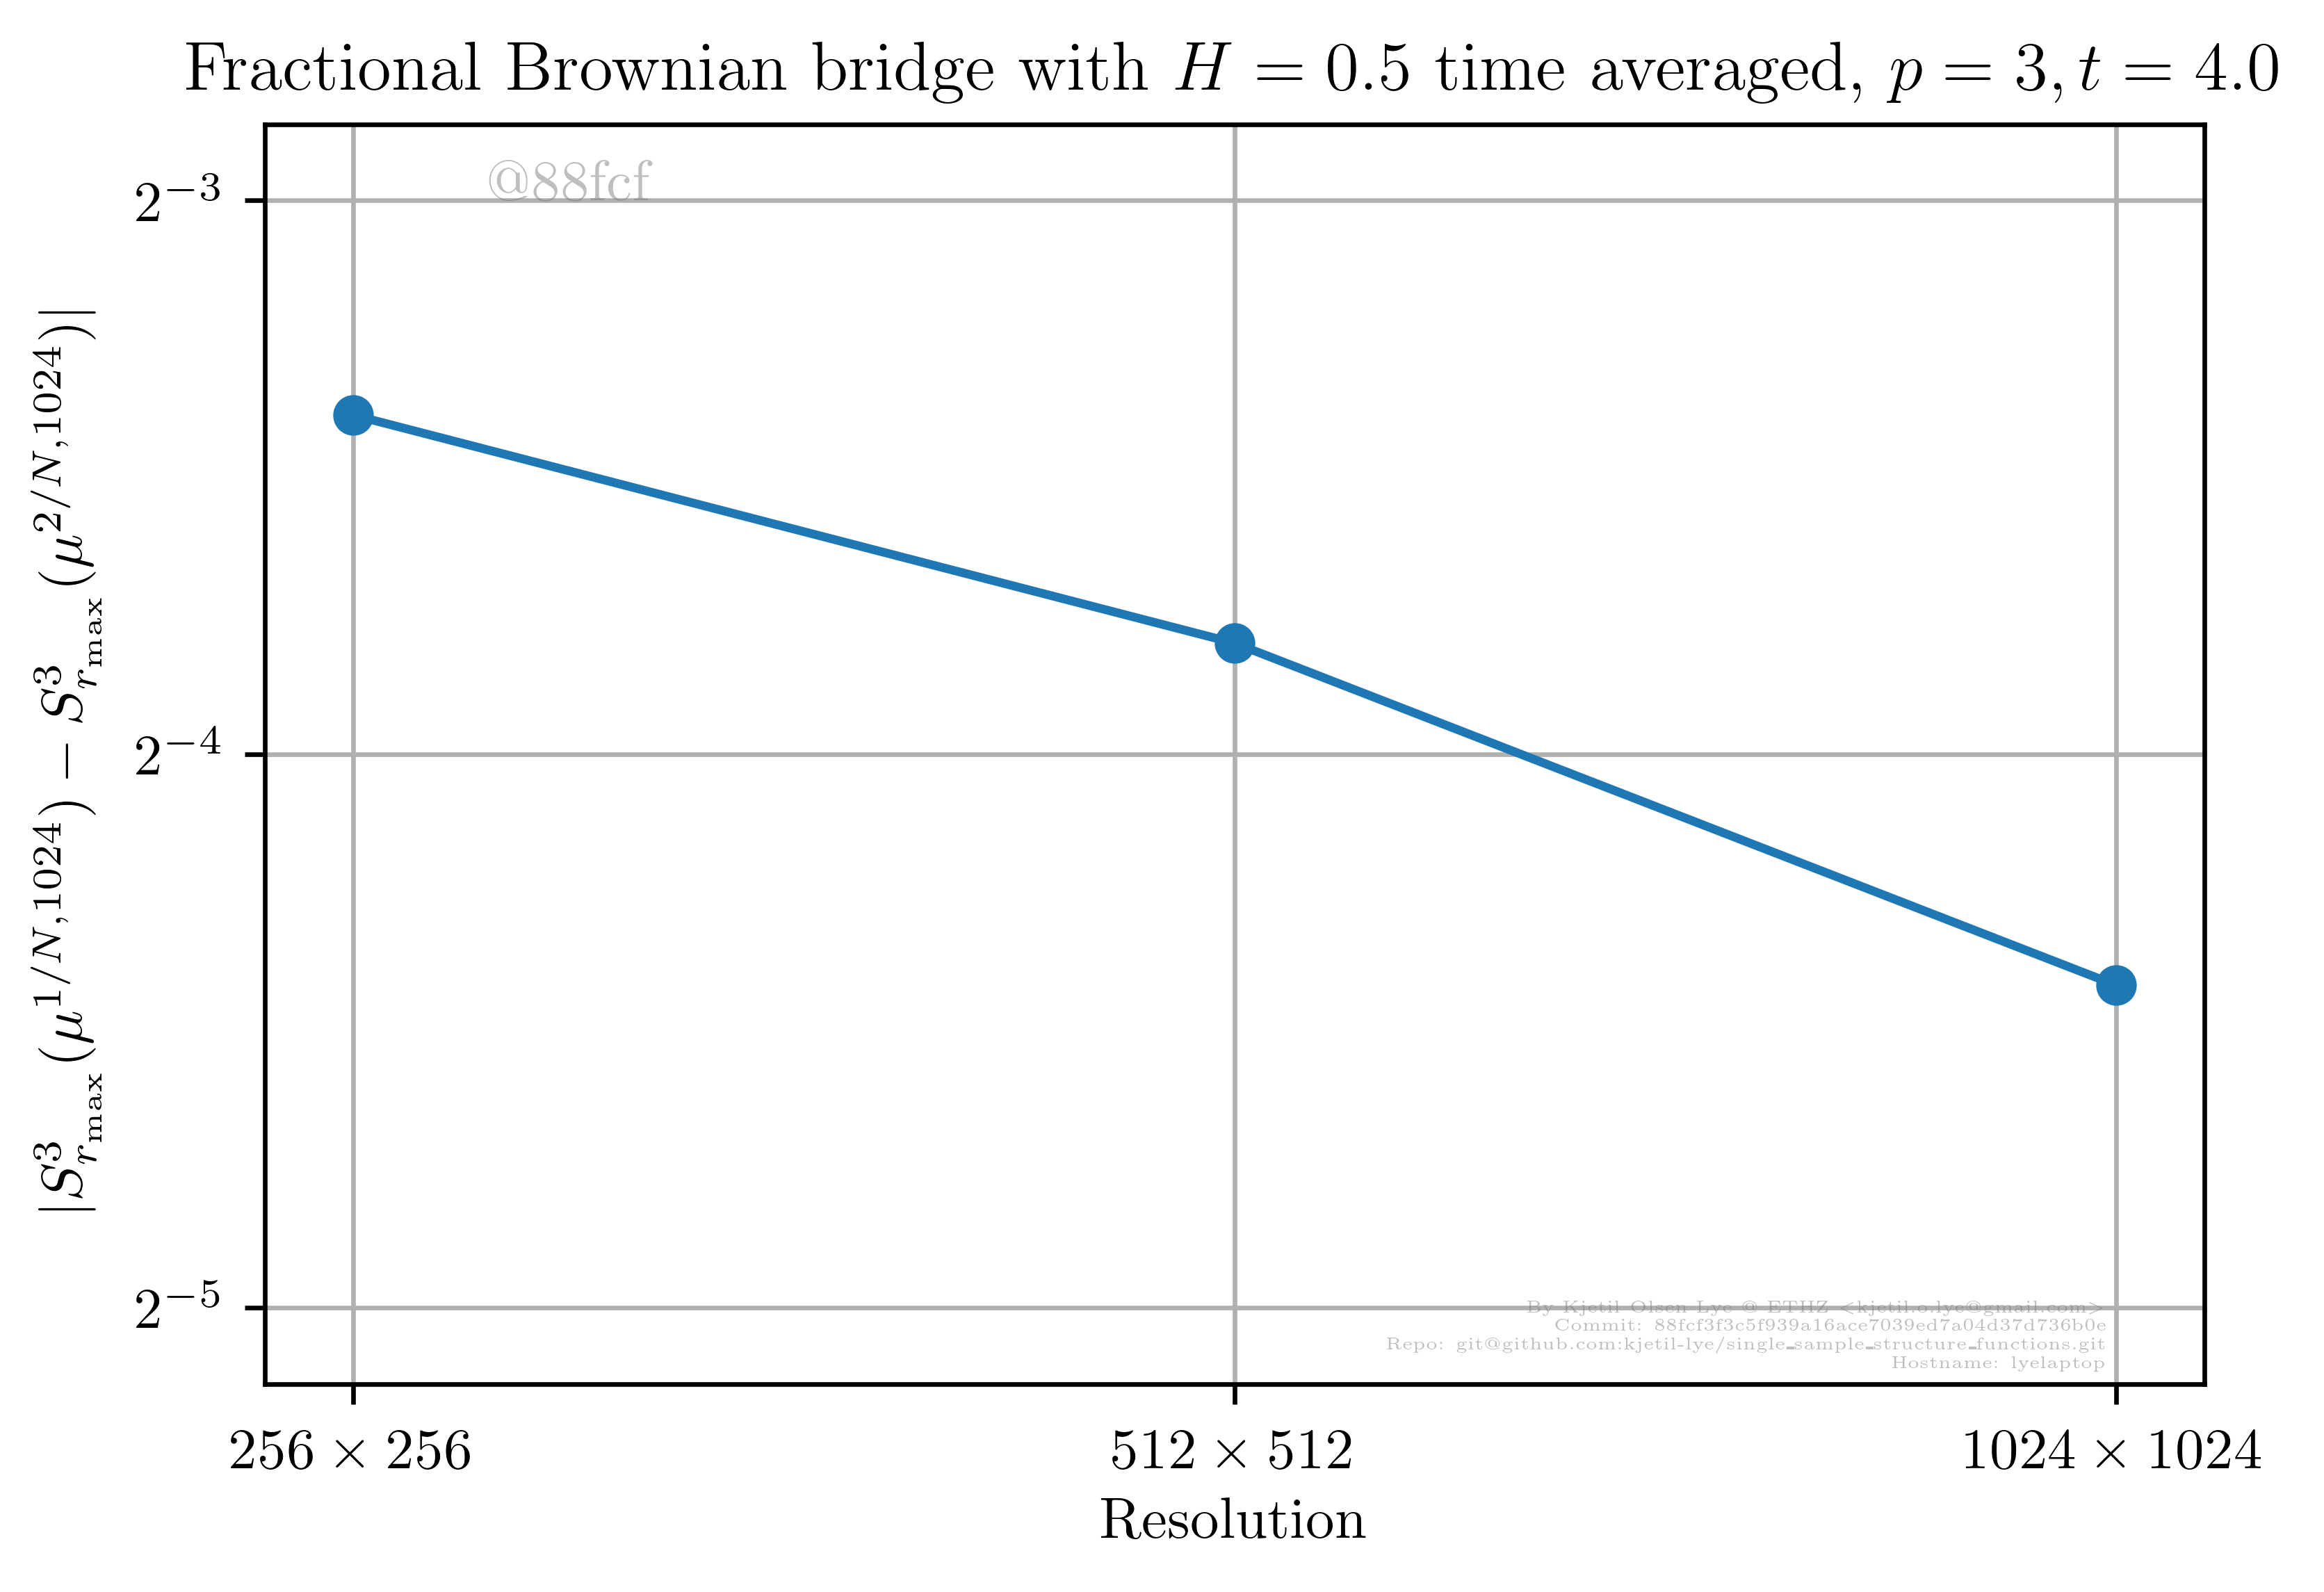 Fractional Brownian bridge with H = 0.5 time averaged, p = 3, t = 4.0
@88fcf
|S³_{r_max}(μ^{1/N,1024}) − S³_{r_max}(μ^{2/N,1024})|
2⁻³
2⁻⁴
2⁻⁵
By Kjetil Olsen Lye @ ETHZ <kjetil.o.lye@gmail.com>
Commit: 88fcf3f3c5f939a16ace7039ed7a04d37d736b0e
Repo: git@github.com:kjetil-lye/single_sample_structure_functions.git
Hostname: lyelaptop
256 × 256
512 × 512
1024 × 1024
Resolution